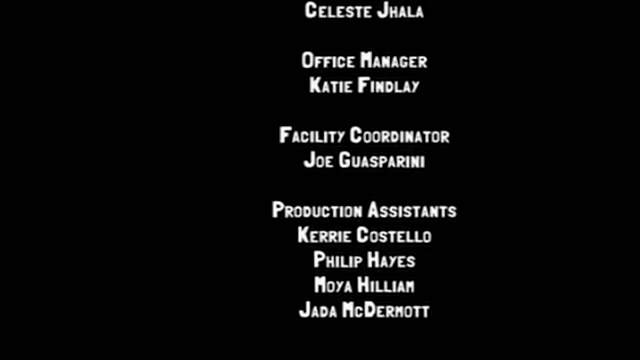 Celeste Jhala
Office Manager
Katie Findlay
Facility Coordinator
Joe Guasparini
Production Assistants
Kerrie Costello
Philip Hayes
Moya Hilliam
Jada McDermott